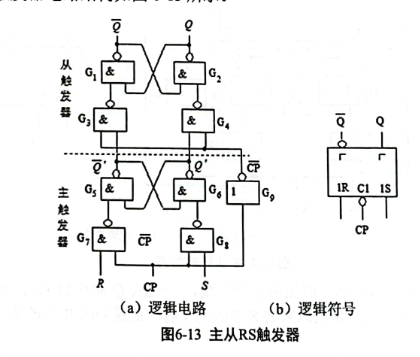 Q̅ Q
从触发器
G₁ & & G₂
G₃ & & G₄
Q̅' Q' C̅P̅
主触发器
G₅ & & G₆ 1 G₉
G₇ & C̅P̅ & G₈
R CP S
(a) 逻辑电路
Q̅ Q
1R C1 1S
CP
(b) 逻辑符号
图6-13 主从RS触发器